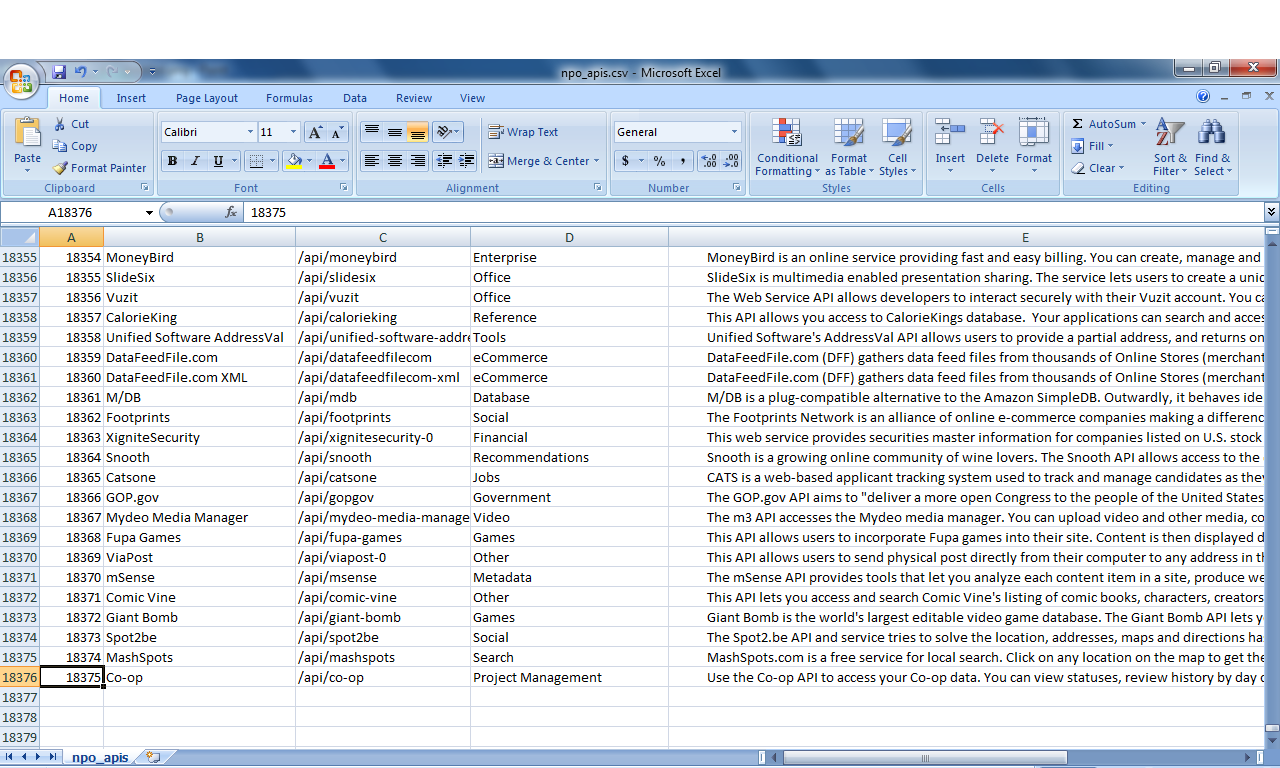 npo_apis.csv - Microsoft Excel
Home Insert Page Layout Formulas Data Review View
Paste
Cut
Copy
Format Painter
Clipboard
Calibri 11
B I U
Font
Wrap Text
Merge & Center
Alignment
General
$ % ,
Number
Conditional Formatting
Format as Table
Cell Styles
Styles
Insert Delete Format
Cells
Σ AutoSum
Fill
Clear
Sort & Filter
Find & Select
Editing
A18376 fx 18375
A B C D E
18355 18354 MoneyBird /api/moneybird Enterprise MoneyBird is an online service providing fast and easy billing. You can create, manage and
18356 18355 SlideSix /api/slidesix Office SlideSix is multimedia enabled presentation sharing. The service lets users to create a
18357 18356 Vuzit /api/vuzit Office The Web Service API allows developers to interact securely with their Vuzit account. You
18358 18357 CalorieKing /api/calorieking Reference This API allows you access to CalorieKings database. Your applications can search and
18359 18358 Unified Software AddressVal /api/unified-software-addre Tools Unified Software's AddressVal API allows users to provide a partial address, and returns
18360 18359 DataFeedFile.com /api/datafeedfilecom eCommerce DataFeedFile.com (DFF) gathers data feed files from thousands of Online Stores (merchant
18361 18360 DataFeedFile.com XML /api/datafeedfilecom-xml eCommerce DataFeedFile.com (DFF) gathers data feed files from thousands of Online Stores (merchant
18362 18361 M/DB /api/mdb Database M/DB is a plug-compatible alternative to the Amazon SimpleDB. Outwardly, it behaves ide
18363 18362 Footprints /api/footprints Social The Footprints Network is an alliance of online e-commerce companies making a differenc
18364 18363 XigniteSecurity /api/xignitesecurity-0 Financial This web service provides securities master information for companies listed on U.S. stock
18365 18364 Snooth /api/snooth Recommendations Snooth is a growing online community of wine lovers. The Snooth API allows access to the
18366 18365 Catsone /api/catsone Jobs CATS is a web-based applicant tracking system used to track and manage candidates as they
18367 18366 GOP.gov /api/gopgov Government The GOP.gov API aims to "deliver a more open Congress to the people of the United States
18368 18367 Mydeo Media Manager /api/mydeo-media-manage Video The m3 API accesses the Mydeo media manager. You can upload video and other media, co
18369 18368 Fupa Games /api/fupa-games Games This API allows users to incorporate Fupa games into their site. Content is then displayed
18370 18369 ViaPost /api/viapost-0 Other This API allows users to send physical post directly from their computer to any address in
18371 18370 mSense /api/msense Metadata The mSense API provides tools that let you analyze each content item in a site, produce we
18372 18371 Comic Vine /api/comic-vine Other This API lets you access and search Comic Vine's listing of comic books, characters, creators
18373 18372 Giant Bomb /api/giant-bomb Games Giant Bomb is the world's largest editable video game database. The Giant Bomb API lets
18374 18373 Spot2be /api/spot2be Social The Spot2.be API and service tries to solve the location, addresses, maps and directions ha
18375 18374 MashSpots /api/mashspots Search MashSpots.com is a free service for local search. Click on any location on the map to get the
18376 18375 Co-op /api/co-op Project Management Use the Co-op API to access your Co-op data. You can view statuses, review history by day
18377
18378
18379
npo_apis